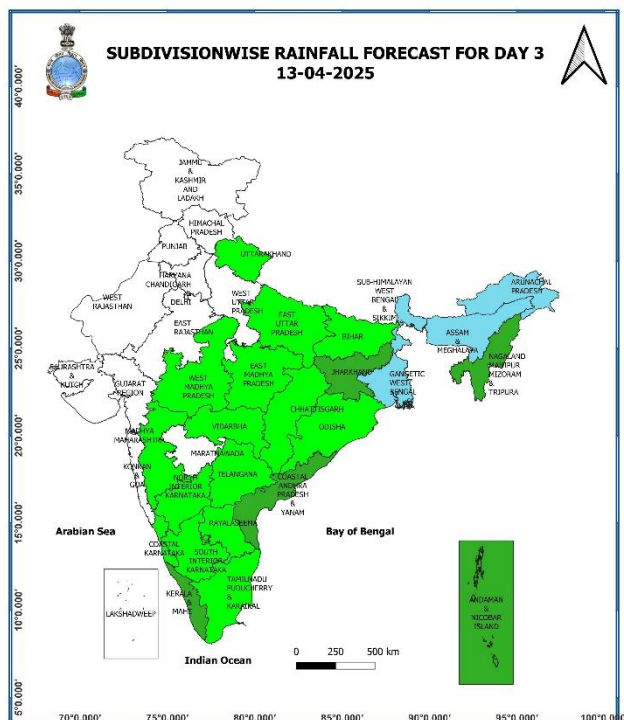 SUBDIVISIONWISE RAINFALL FORECAST FOR DAY 3
13-04-2025
40°0.000'
35°0.000'
30°0.000'
25°0.000'
20°0.000'
15°0.000'
10°0.000'
5°0.000'
JAMMU
&
KASHMIR
AND
LADAKH
HIMACHAL
PRADESH
PUNJAB
UTTARAKHAND
HARYANA
CHANDIGARH
&
DELHI
WEST
UTTAR
PRADESH
WEST
RAJASTHAN
EAST
RAJASTHAN
EAST
UTTAR
PRADESH
SUB-HIMALAYAN
WEST
BENGAL
&
SIKKIM
ARUNACHAL
PRADESH
BIHAR
ASSAM
&
MEGHALAYA
NAGALAND
MANIPUR
MIZORAM
&
TRIPURA
SAURASHTRA
&
KUTCH
GUJARAT
REGION
WEST
MADHYA
PRADESH
EAST
MADHYA
PRADESH
JHARKHAND
GANGETIC
WEST
BENGAL
CHHATISTGARH
ODISHA
VIDARBHA
MADHYA
MAHARASHTRA
MARATHAWADA
KONKAN
&
GOA
NORTH
INTERIOR
KARNATAKA
TELANGANA
COASTAL
ANDHRA
PRADESH
&
YANAM
RAYALASEEMA
Arabian Sea
Bay of Bengal
COASTAL
KARNATAKA
SOUTH
INTERIOR
KARNATAKA
TAMILNADU
PUDUCHERRY
&
KARAIKAL
KERALA
&
MAHE
LAKSHADWEEP
ANDAMAN
&
NICOBAR
ISLAND
Indian Ocean
0 250 500 km
70°0.000' 75°0.000' 80°0.000' 85°0.000' 90°0.000' 95°0.000' 100°0.000'